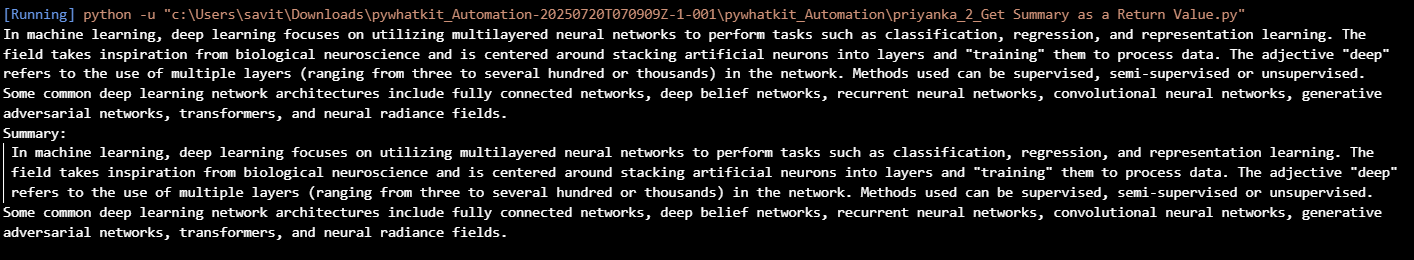 [Running] python -u "c:\Users\savit\Downloads\pywhatkit_Automation-20250720T070909Z-1-001\pywhatkit_Automation\priyanka_2_Get Summary as a Return Value.py"
In machine learning, deep learning focuses on utilizing multilayered neural networks to perform tasks such as classification, regression, and representation learning. The
field takes inspiration from biological neuroscience and is centered around stacking artificial neurons into layers and "training" them to process data. The adjective "deep"
refers to the use of multiple layers (ranging from three to several hundred or thousands) in the network. Methods used can be supervised, semi-supervised or unsupervised.
Some common deep learning network architectures include fully connected networks, deep belief networks, recurrent neural networks, convolutional neural networks, generative
adversarial networks, transformers, and neural radiance fields.
Summary:
In machine learning, deep learning focuses on utilizing multilayered neural networks to perform tasks such as classification, regression, and representation learning. The
field takes inspiration from biological neuroscience and is centered around stacking artificial neurons into layers and "training" them to process data. The adjective "deep"
refers to the use of multiple layers (ranging from three to several hundred or thousands) in the network. Methods used can be supervised, semi-supervised or unsupervised.
Some common deep learning network architectures include fully connected networks, deep belief networks, recurrent neural networks, convolutional neural networks, generative
adversarial networks, transformers, and neural radiance fields.